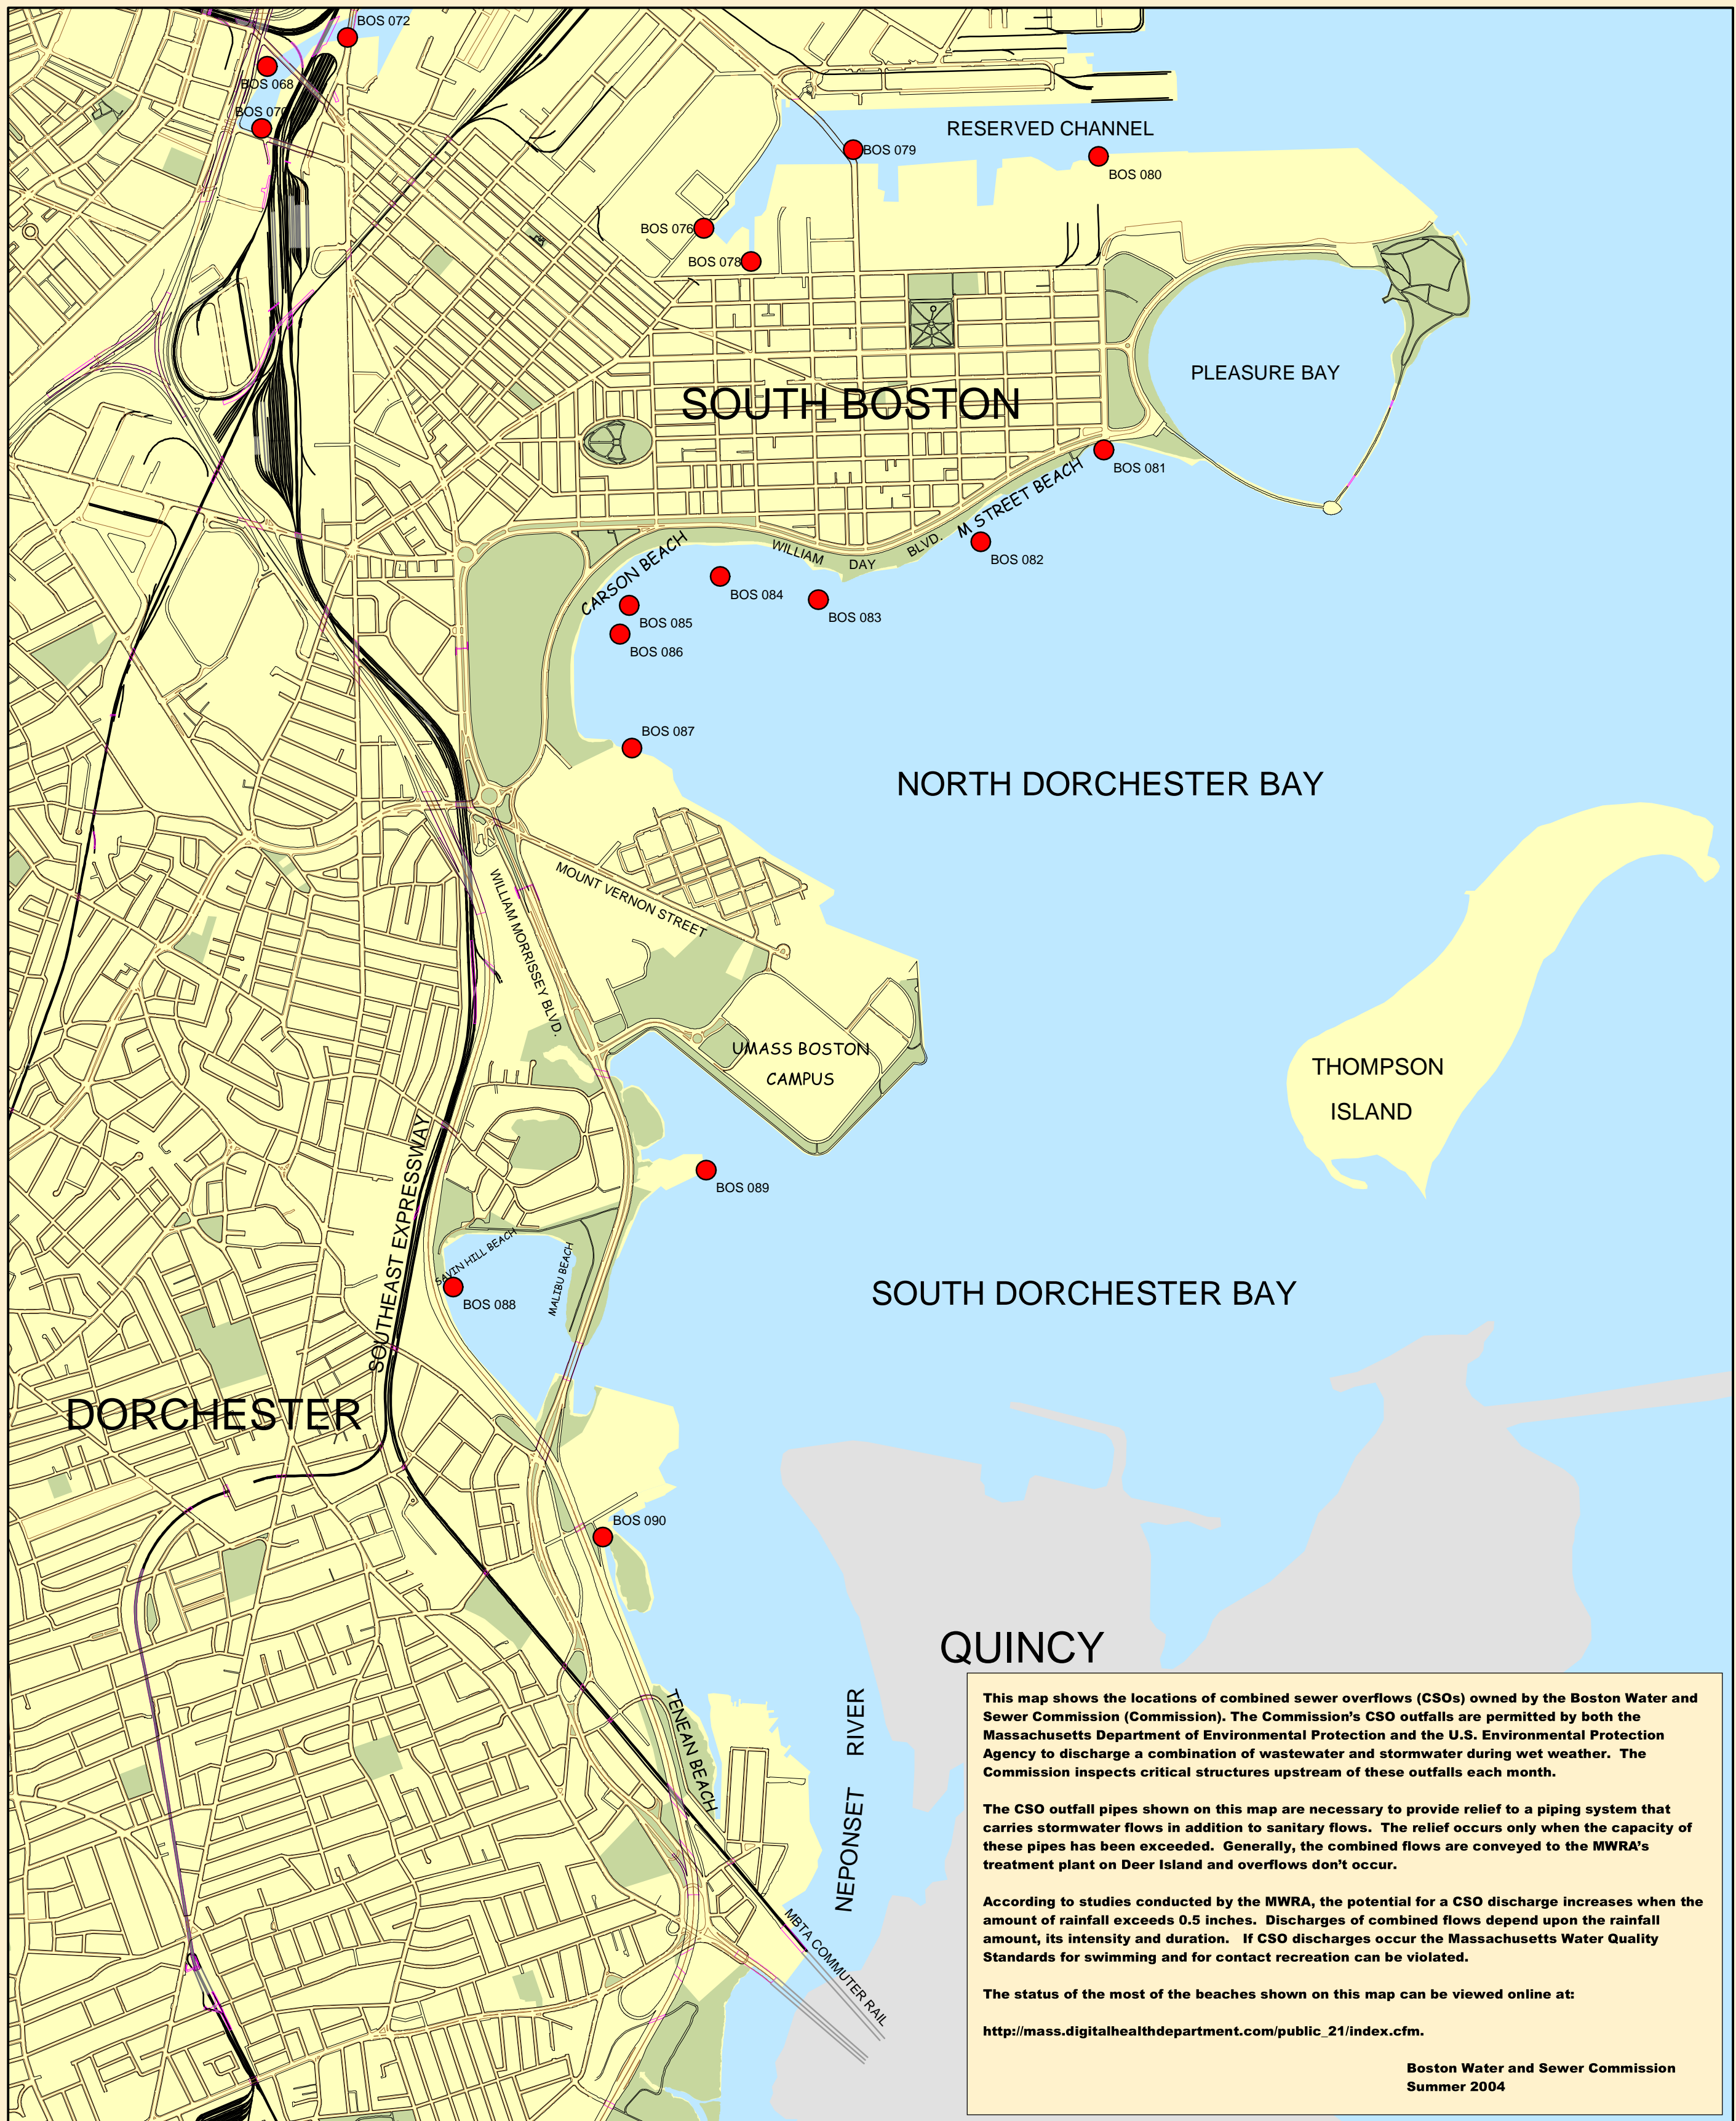 BOS 072
BOS 068
BOS 070
RESERVED CHANNEL
BOS 079
BOS 080
BOS 076
BOS 078
PLEASURE BAY
SOUTH BOSTON
BOS 081
M STREET BEACH
CARSON BEACH
WILLIAM DAY BLVD.
BOS 082
BOS 084
BOS 083
BOS 085
BOS 086
BOS 087
NORTH DORCHESTER BAY
MOUNT VERNON STREET
WILLIAM MORRISSEY BLVD.
UMASS BOSTON
CAMPUS
THOMPSON
ISLAND
SOUTHEAST EXPRESSWAY
BOS 089
SAVIN HILL BEACH
MALIBU BEACH
BOS 088
SOUTH DORCHESTER BAY
DORCHESTER
BOS 090
QUINCY
TENEAN BEACH
NEPONSET RIVER
MBTA COMMUTER RAIL
This map shows the locations of combined sewer overflows (CSOs) owned by the Boston Water and
Sewer Commission (Commission). The Commission's CSO outfalls are permitted by both the
Massachusetts Department of Environmental Protection and the U.S. Environmental Protection
Agency to discharge a combination of wastewater and stormwater during wet weather. The
Commission inspects critical structures upstream of these outfalls each month.
The CSO outfall pipes shown on this map are necessary to provide relief to a piping system that
carries stormwater flows in addition to sanitary flows. The relief occurs only when the capacity of
these pipes has been exceeded. Generally, the combined flows are conveyed to the MWRA's
treatment plant on Deer Island and overflows don't occur.
According to studies conducted by the MWRA, the potential for a CSO discharge increases when the
amount of rainfall exceeds 0.5 inches. Discharges of combined flows depend upon the rainfall
amount, its intensity and duration. If CSO discharges occur the Massachusetts Water Quality
Standards for swimming and for contact recreation can be violated.
The status of the most of the beaches shown on this map can be viewed online at:
http://mass.digitalhealthdepartment.com/public_21/index.cfm.
Boston Water and Sewer Commission
Summer 2004